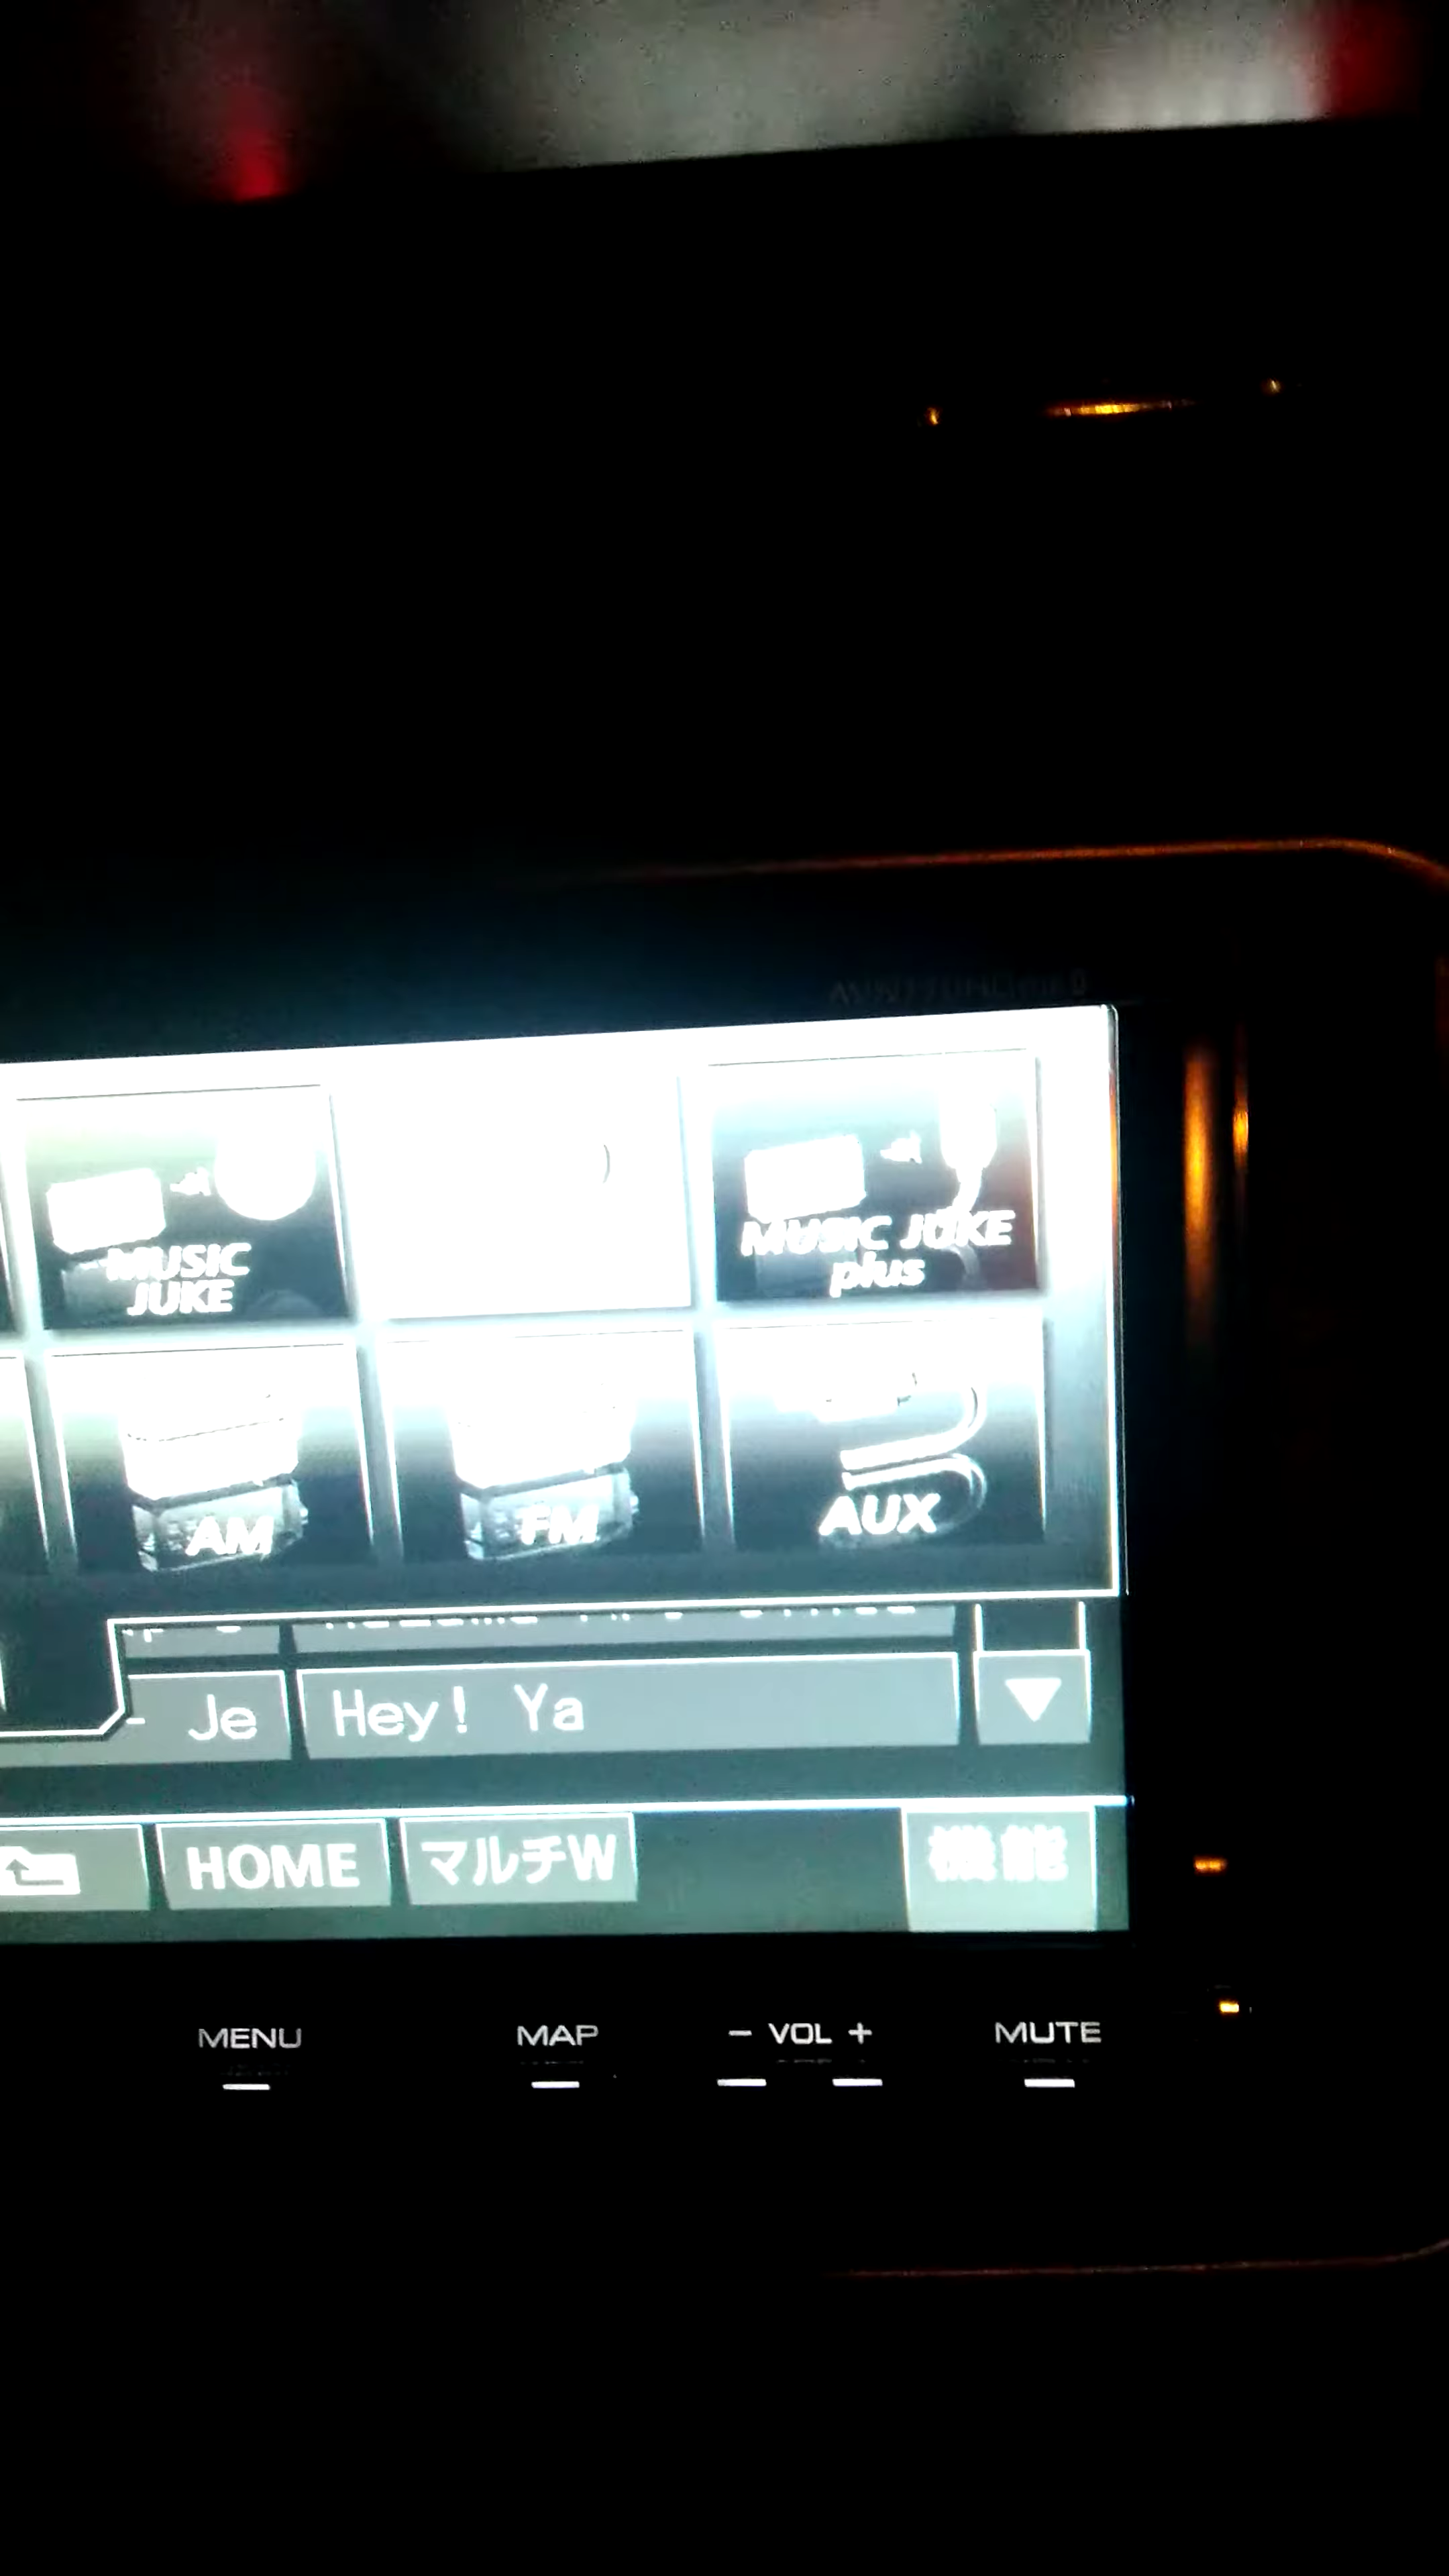 MUSIC
JUKE
MUSIC JUKE
plus
AM
FM
AUX
- Je
Hey! Ya
HOME
マルチW
機能
MENU
MAP
- VOL +
MUTE